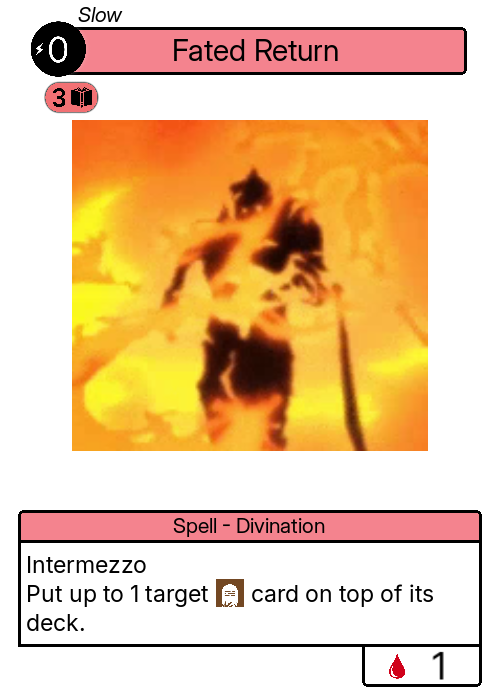 Slow
0
Fated Return
3
Spell - Divination
Intermezzo
Put up to 1 target card on top of its
deck.
1